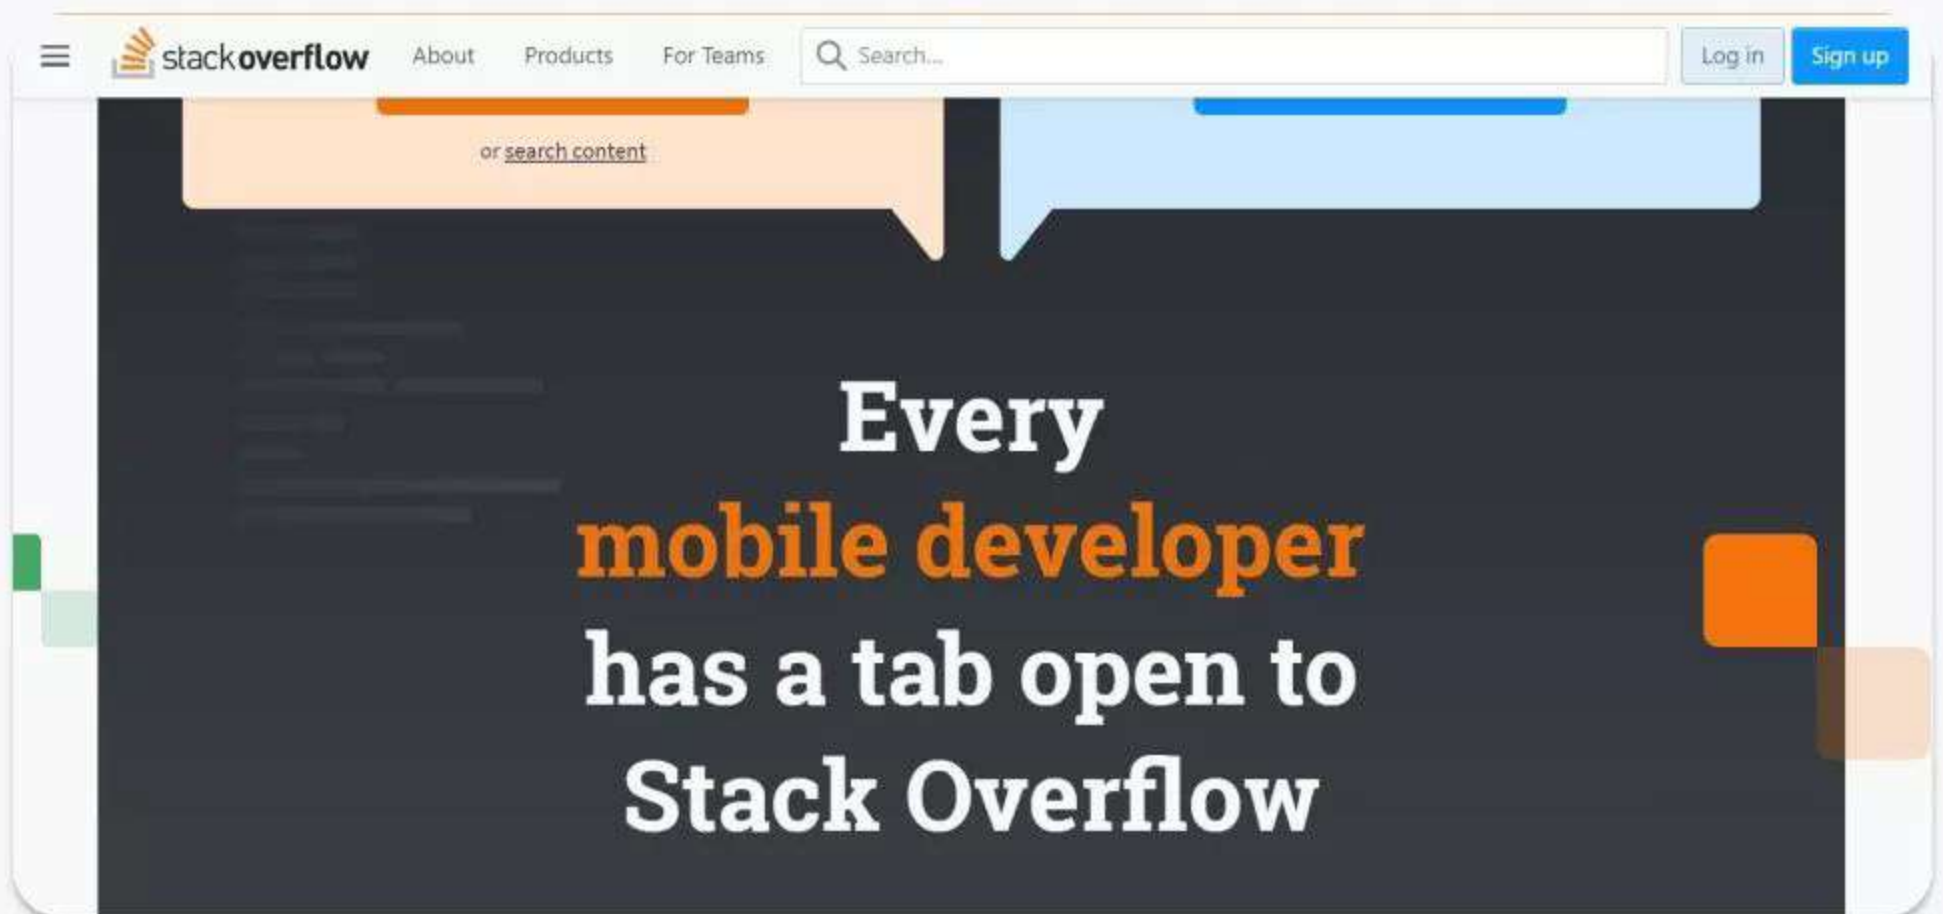 stackoverflow
About
Products
For Teams
Search...
Log in
Sign up
or search content
Every
mobile developer
has a tab open to
Stack Overflow